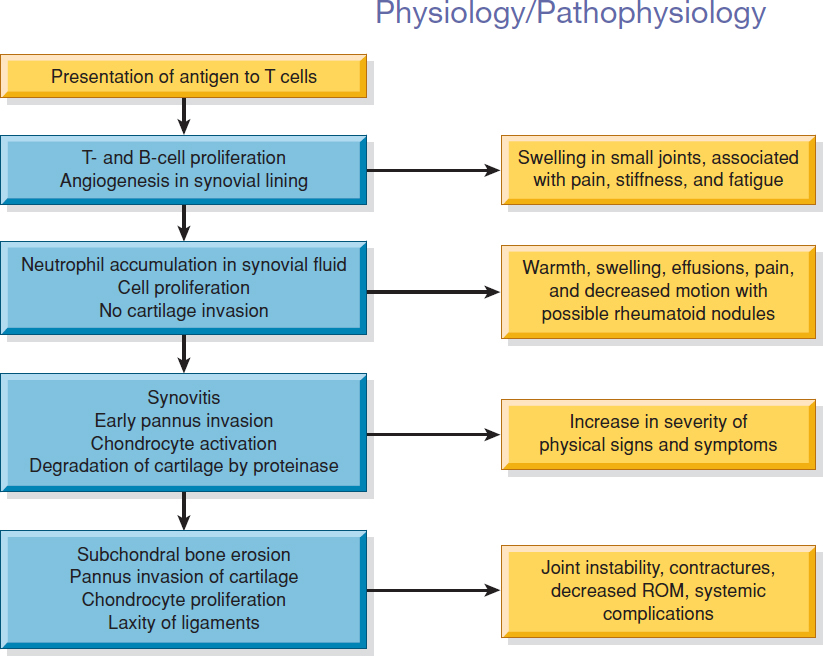 Physiology/Pathophysiology
Presentation of antigen to T cells
T- and B-cell proliferation
Angiogenesis in synovial lining
Swelling in small joints, associated
with pain, stiffness, and fatigue
Neutrophil accumulation in synovial fluid
Cell proliferation
No cartilage invasion
Warmth, swelling, effusions, pain,
and decreased motion with
possible rheumatoid nodules
Synovitis
Early pannus invasion
Chondrocyte activation
Degradation of cartilage by proteinase
Increase in severity of
physical signs and symptoms
Subchondral bone erosion
Pannus invasion of cartilage
Chondrocyte proliferation
Laxity of ligaments
Joint instability, contractures,
decreased ROM, systemic
complications